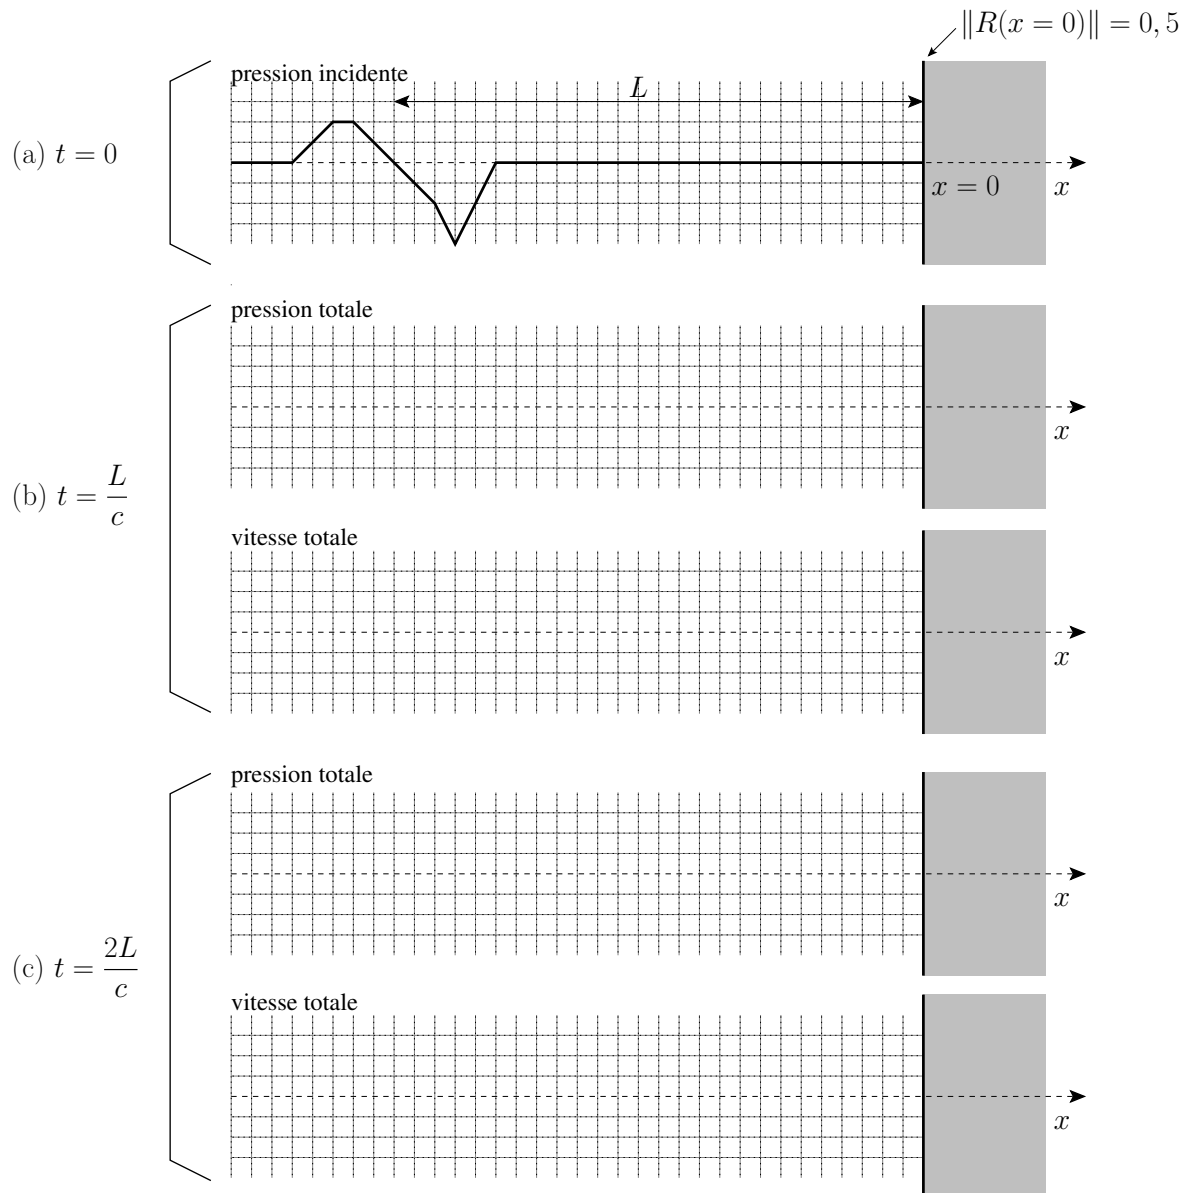 ‖R(x = 0)‖ = 0, 5
pression incidente
L
(a) t = 0
x = 0
x
pression totale
x
(b) t = L/c
vitesse totale
x
pression totale
x
(c) t = 2L/c
vitesse totale
x